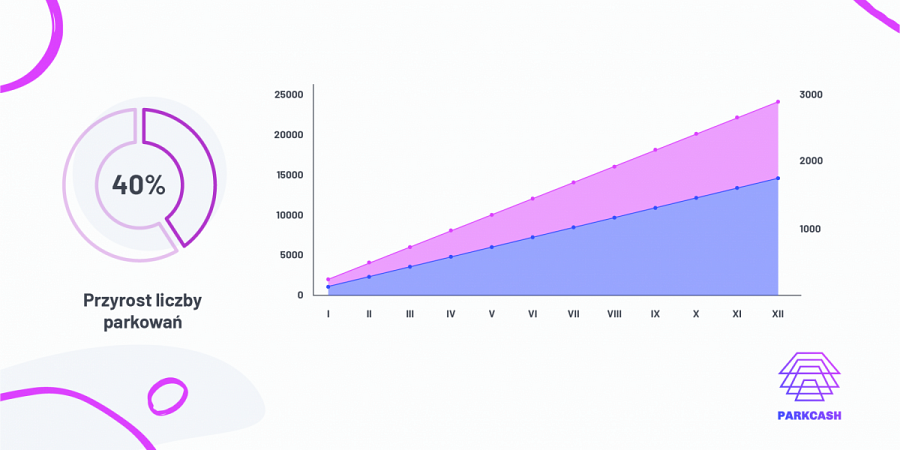 40%
Przyrost liczby
parkowań
25000
20000
15000
10000
5000
0
3000
2000
1000
I II III IV V VI VII VIII IX X XI XII
PARKCASH